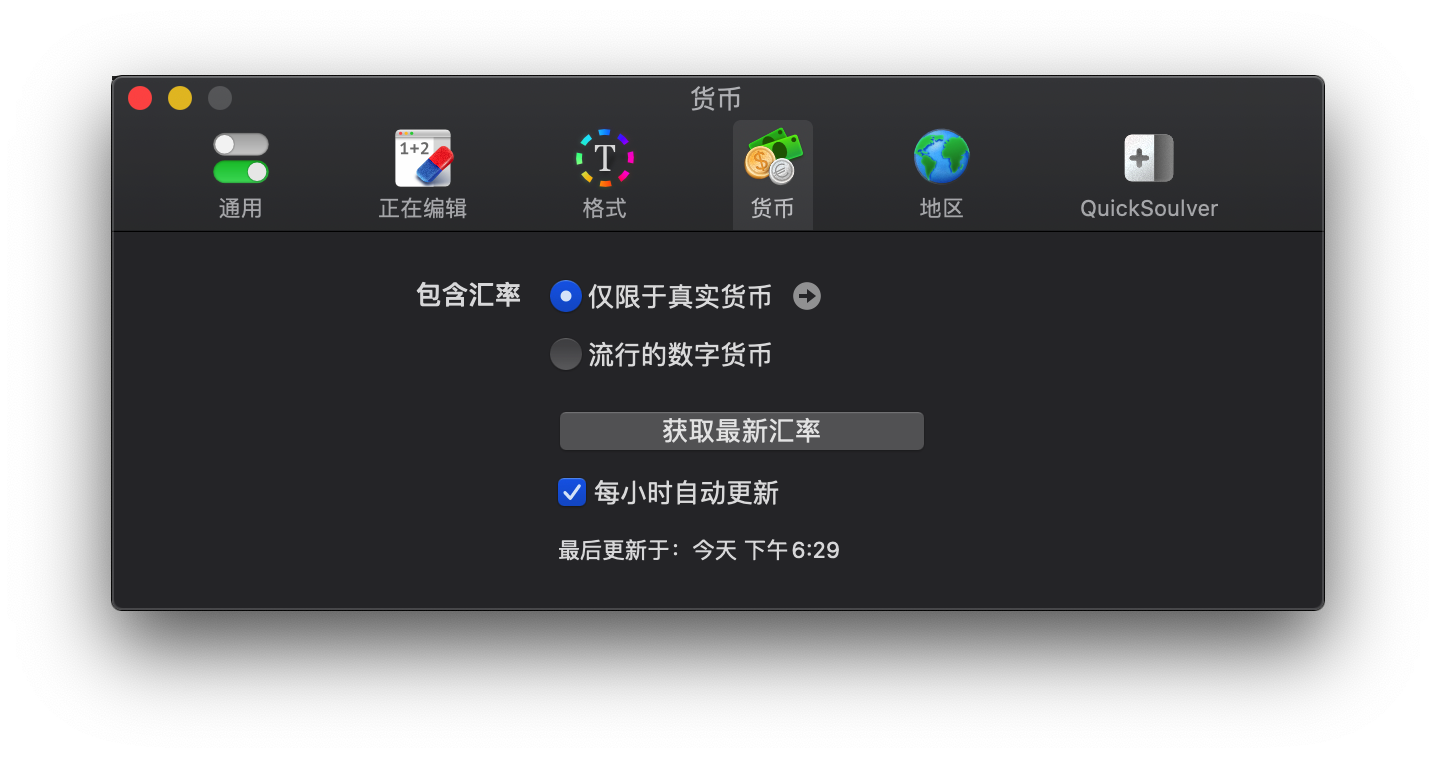 货币
1+2
T
通用
正在编辑
格式
货币
地区
QuickSoulver
包含汇率
仅限于真实货币
流行的数字货币
获取最新汇率
每小时自动更新
最后更新于：今天 下午6:29